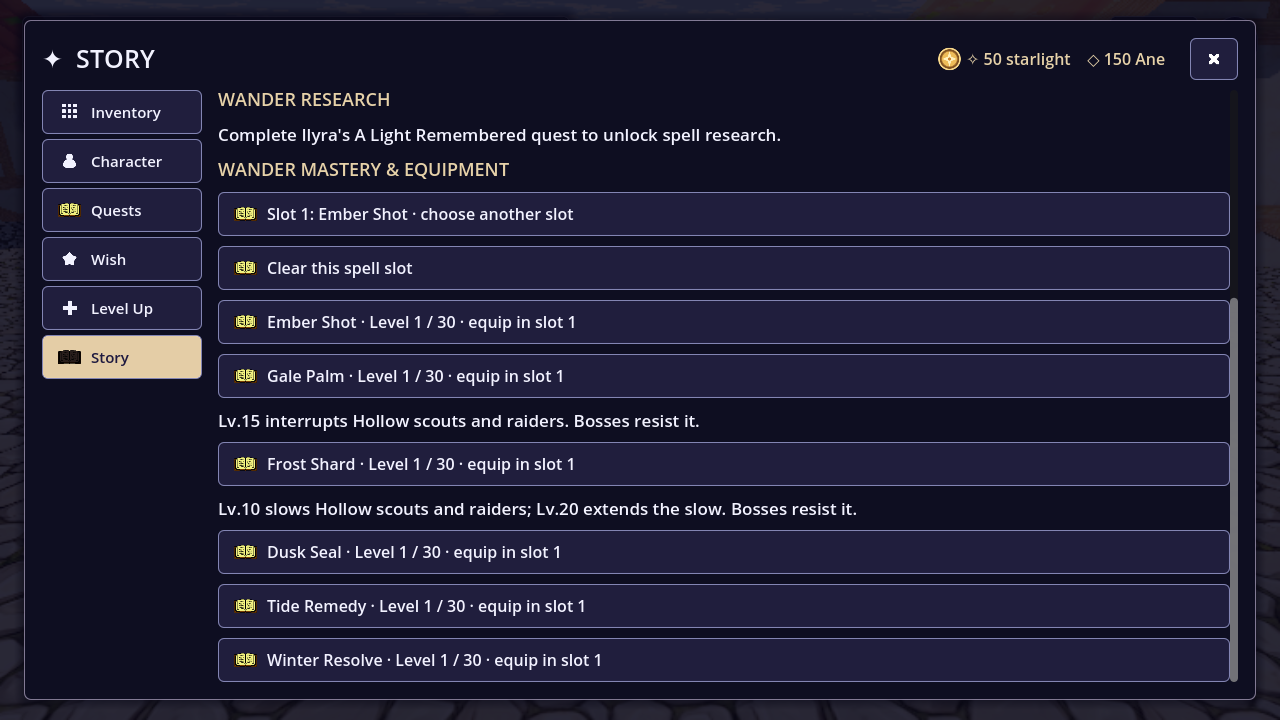 ✦ STORY
✧ 50 starlight ◇ 150 Ane
Inventory
Character
Quests
Wish
Level Up
Story
WANDER RESEARCH
Complete Ilyra's A Light Remembered quest to unlock spell research.
WANDER MASTERY & EQUIPMENT
Slot 1: Ember Shot · choose another slot
Clear this spell slot
Ember Shot · Level 1 / 30 · equip in slot 1
Gale Palm · Level 1 / 30 · equip in slot 1
Lv.15 interrupts Hollow scouts and raiders. Bosses resist it.
Frost Shard · Level 1 / 30 · equip in slot 1
Lv.10 slows Hollow scouts and raiders; Lv.20 extends the slow. Bosses resist it.
Dusk Seal · Level 1 / 30 · equip in slot 1
Tide Remedy · Level 1 / 30 · equip in slot 1
Winter Resolve · Level 1 / 30 · equip in slot 1